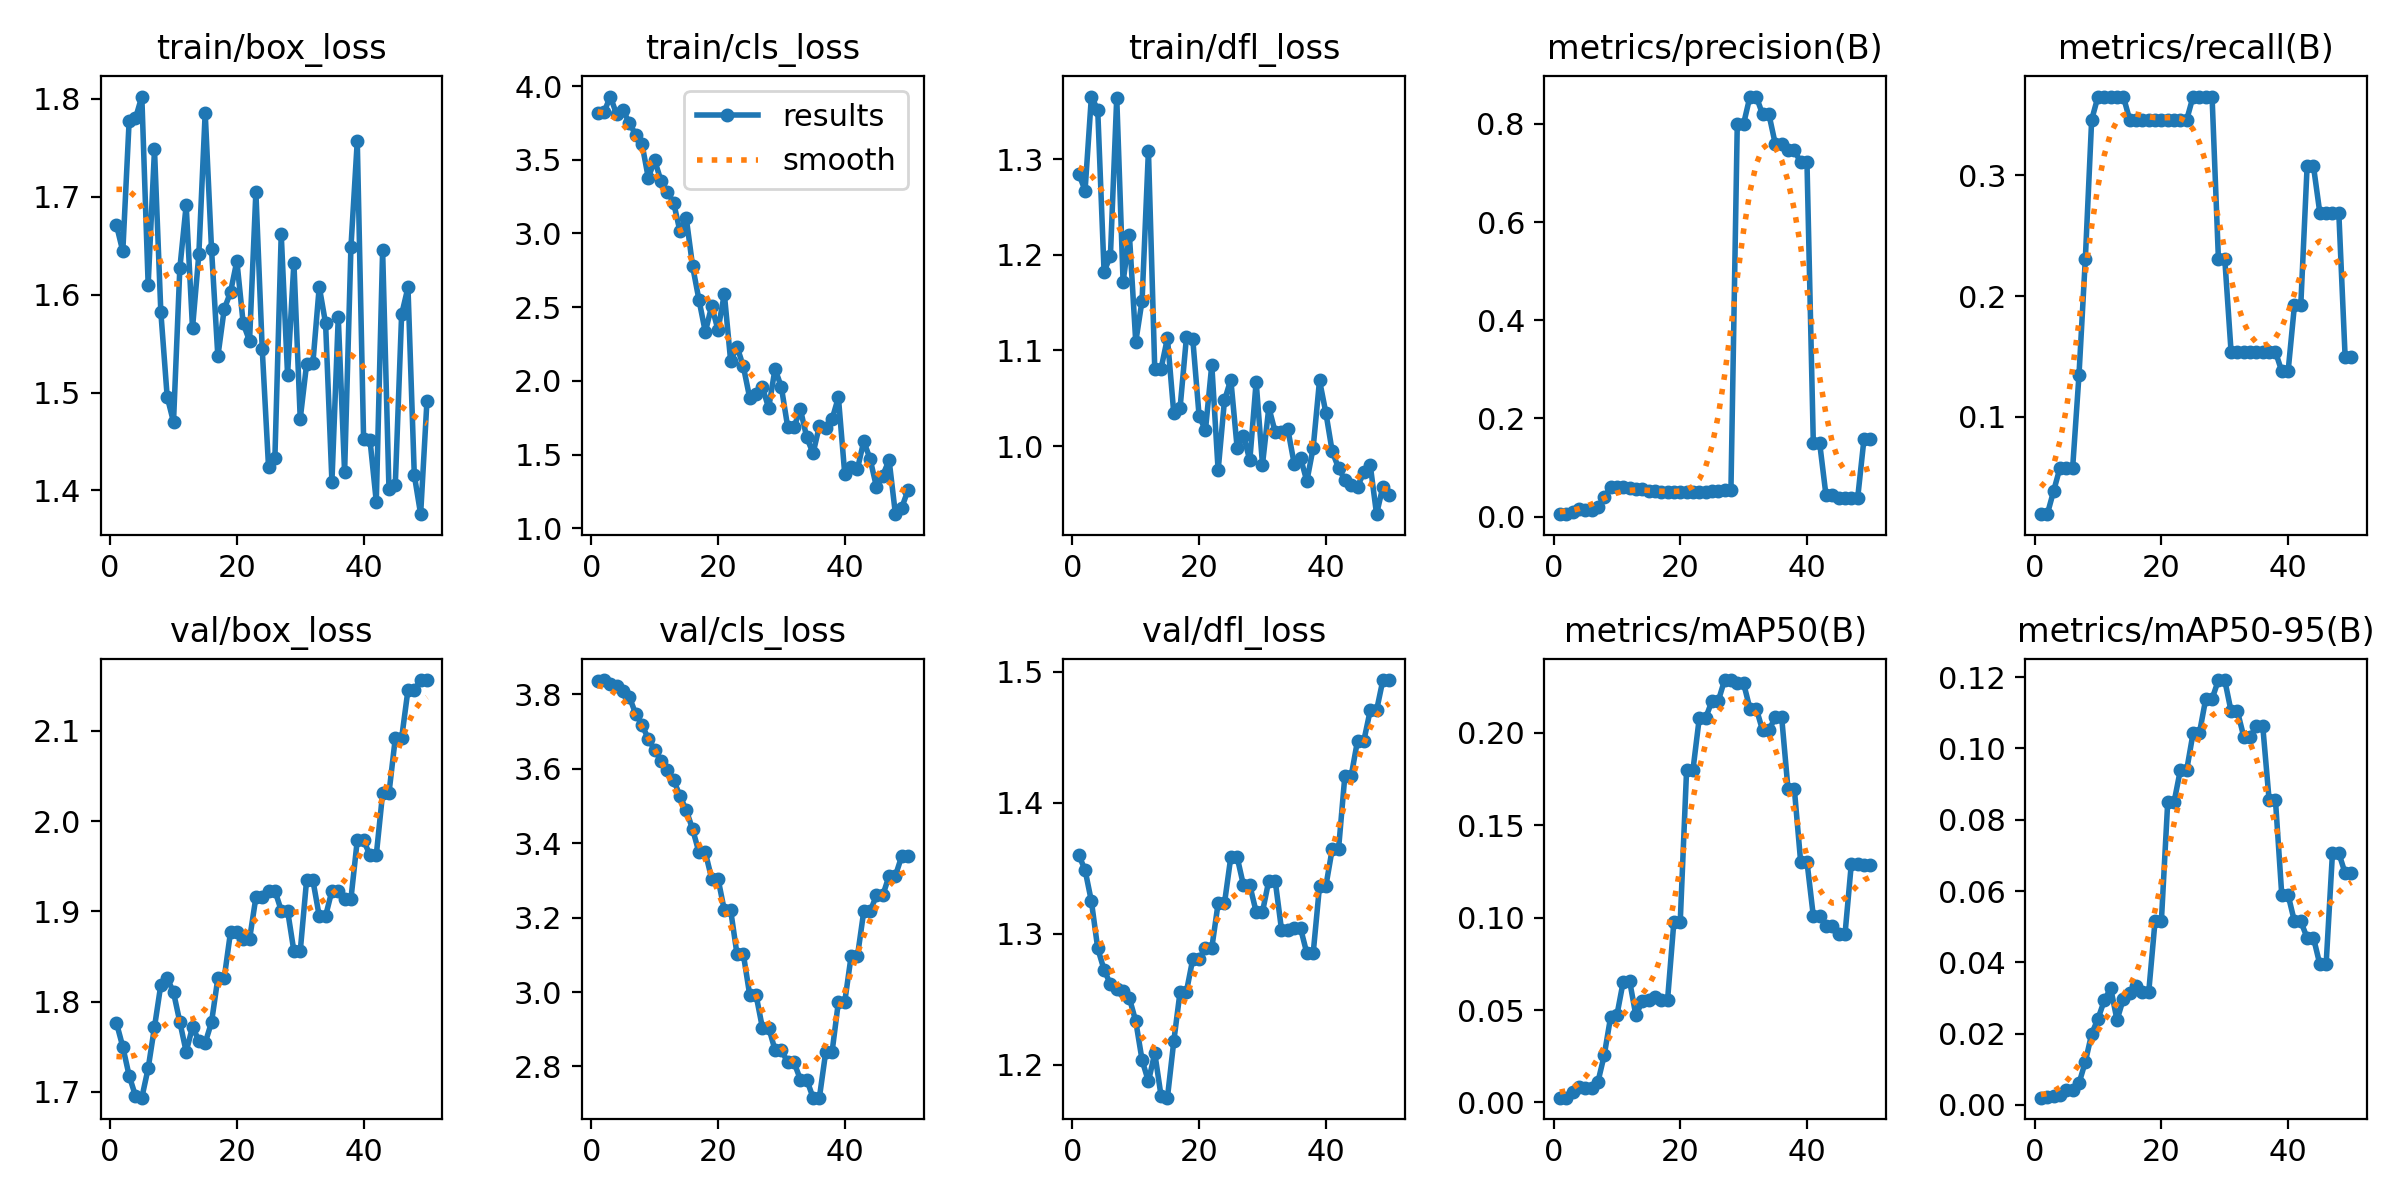 train/box_loss
1.8
1.7
1.6
1.5
1.4
0 20 40
train/cls_loss
4.0
3.5
3.0
2.5
2.0
1.5
1.0
0 20 40
results
smooth
train/dfl_loss
1.3
1.2
1.1
1.0
0 20 40
metrics/precision(B)
0.8
0.6
0.4
0.2
0.0
0 20 40
metrics/recall(B)
0.3
0.2
0.1
0 20 40
val/box_loss
2.1
2.0
1.9
1.8
1.7
0 20 40
val/cls_loss
3.8
3.6
3.4
3.2
3.0
2.8
0 20 40
val/dfl_loss
1.5
1.4
1.3
1.2
0 20 40
metrics/mAP50(B)
0.20
0.15
0.10
0.05
0.00
0 20 40
metrics/mAP50-95(B)
0.12
0.10
0.08
0.06
0.04
0.02
0.00
0 20 40